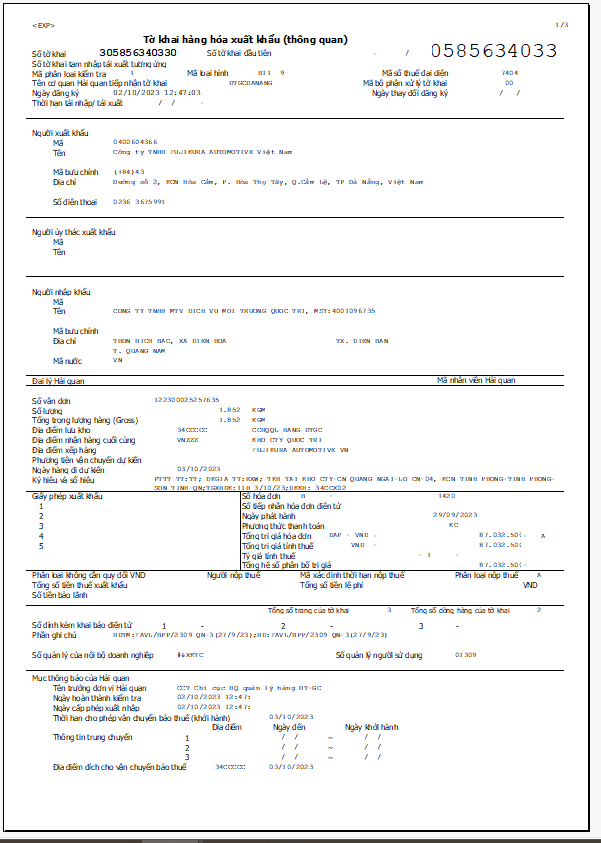 <EXP>
1 / 3
Tờ khai hàng hóa xuất khẩu (thông quan)
Số tờ khai 305856340330 Số tờ khai đầu tiên - / 0585634033
Số tờ khai tạm nhập tái xuất tương ứng
Mã phân loại kiểm tra 1 Mã loại hình B11 9 Mã số thuế đại diện 7404
Tên cơ quan Hải quan tiếp nhận tờ khai DTGCDANANG Mã bộ phận xử lý tờ khai 00
Ngày đăng ký 02/10/2023 12:47:03 Ngày thay đổi đăng ký / /
Thời hạn tái nhập/ tái xuất / / -
Người xuất khẩu
Mã 0400604366
Tên Công ty TNHH FUJIKURA AUTOMOTIVE Việt Nam
Mã bưu chính (+84)43
Địa chỉ Đường số 2, KCN Hòa Cầm, P. Hòa Thọ Tây, Q.Cẩm Lệ, TP Đà Nẵng, Việt Nam
Số điện thoại 0236 3675991
Người ủy thác xuất khẩu
Mã
Tên
Người nhập khẩu
Mã
Tên CONG TY TNHH MTV DICH VU MOI TRUONG QUOC TRI, MST:4001096735
Mã bưu chính
Địa chỉ THON BICH BAC, XA DIEN HOA TX. DIEN BAN
T. QUANG NAM
Mã nước VN
Đại lý Hải quan Mã nhân viên Hải quan
Số vận đơn 122300025257635
Số lượng 1.852 KGM
Tổng trọng lượng hàng (Gross) 1.852 KGM
Địa điểm lưu kho 34CCCCC CCHQQL HANG DTGC
Địa điểm nhận hàng cuối cùng VNZZZ KHO CTY QUOC TRI
Địa điểm xếp hàng FUJIKURA AUTOMOTIVE VN
Phương tiện vận chuyển dự kiến
Ngày hàng đi dự kiến 03/10/2023
Ký hiệu và số hiệu PTTT TT:TT; DKGIA TT:EXW; TKH TAI KHO CTY-CN QUANG NGAI-LO CN-04, KCN TINH PHONG-TINH PHONG-
SON TINH-QN;TGXHDK:11H 3/10/23;DKKH: 34CCK02
Giấy phép xuất khẩu Số hóa đơn B - 1420
1 Số tiếp nhận hóa đơn điện tử
2 Ngày phát hành 29/09/2023
3 Phương thức thanh toán KC
4 Tổng trị giá hóa đơn DAP - VND - 87.032.50( - A
5 Tổng trị giá tính thuế VND - 87.032.50( -
Tỷ giá tính thuế - 1 -
Tổng hệ số phân bổ trị giá 87.032.50( -
Phân loại không cần quy đổi VND Người nộp thuế Mã xác định thời hạn nộp thuế Phân loại nộp thuế A
Tổng số tiền thuế xuất khẩu Tổng số tiền lệ phí VND
Số tiền bảo lãnh
Tổng số trang của tờ khai 3 Tổng số dòng hàng của tờ khai 2
Số đính kèm khai báo điện tử 1 - 2 - 3 -
Phần ghi chú HDTM:FAVL/BPP/2309 QN-3(27/9/23);HD:FAVL/BPP/2309 QN-3(27/9/23)
Số quản lý của nội bộ doanh nghiệp #&XKTC Số quản lý người sử dụng 01309
Mục thông báo của Hải quan
Tên trưởng đơn vị Hải quan CCT Chi cục HQ quản lý hàng DT-GC
Ngày hoàn thành kiểm tra 02/10/2023 12:47:
Ngày cấp phép xuất nhập 02/10/2023 12:47:
Thời hạn cho phép vận chuyển bảo thuế (khởi hành) 03/10/2023
Địa điểm Ngày đến Ngày khởi hành
Thông tin trung chuyển 1 / / ~ / /
2 / / ~ / /
3 / / ~ / /
Địa điểm đích cho vận chuyển bảo thuế 34CCCCC 03/10/2023